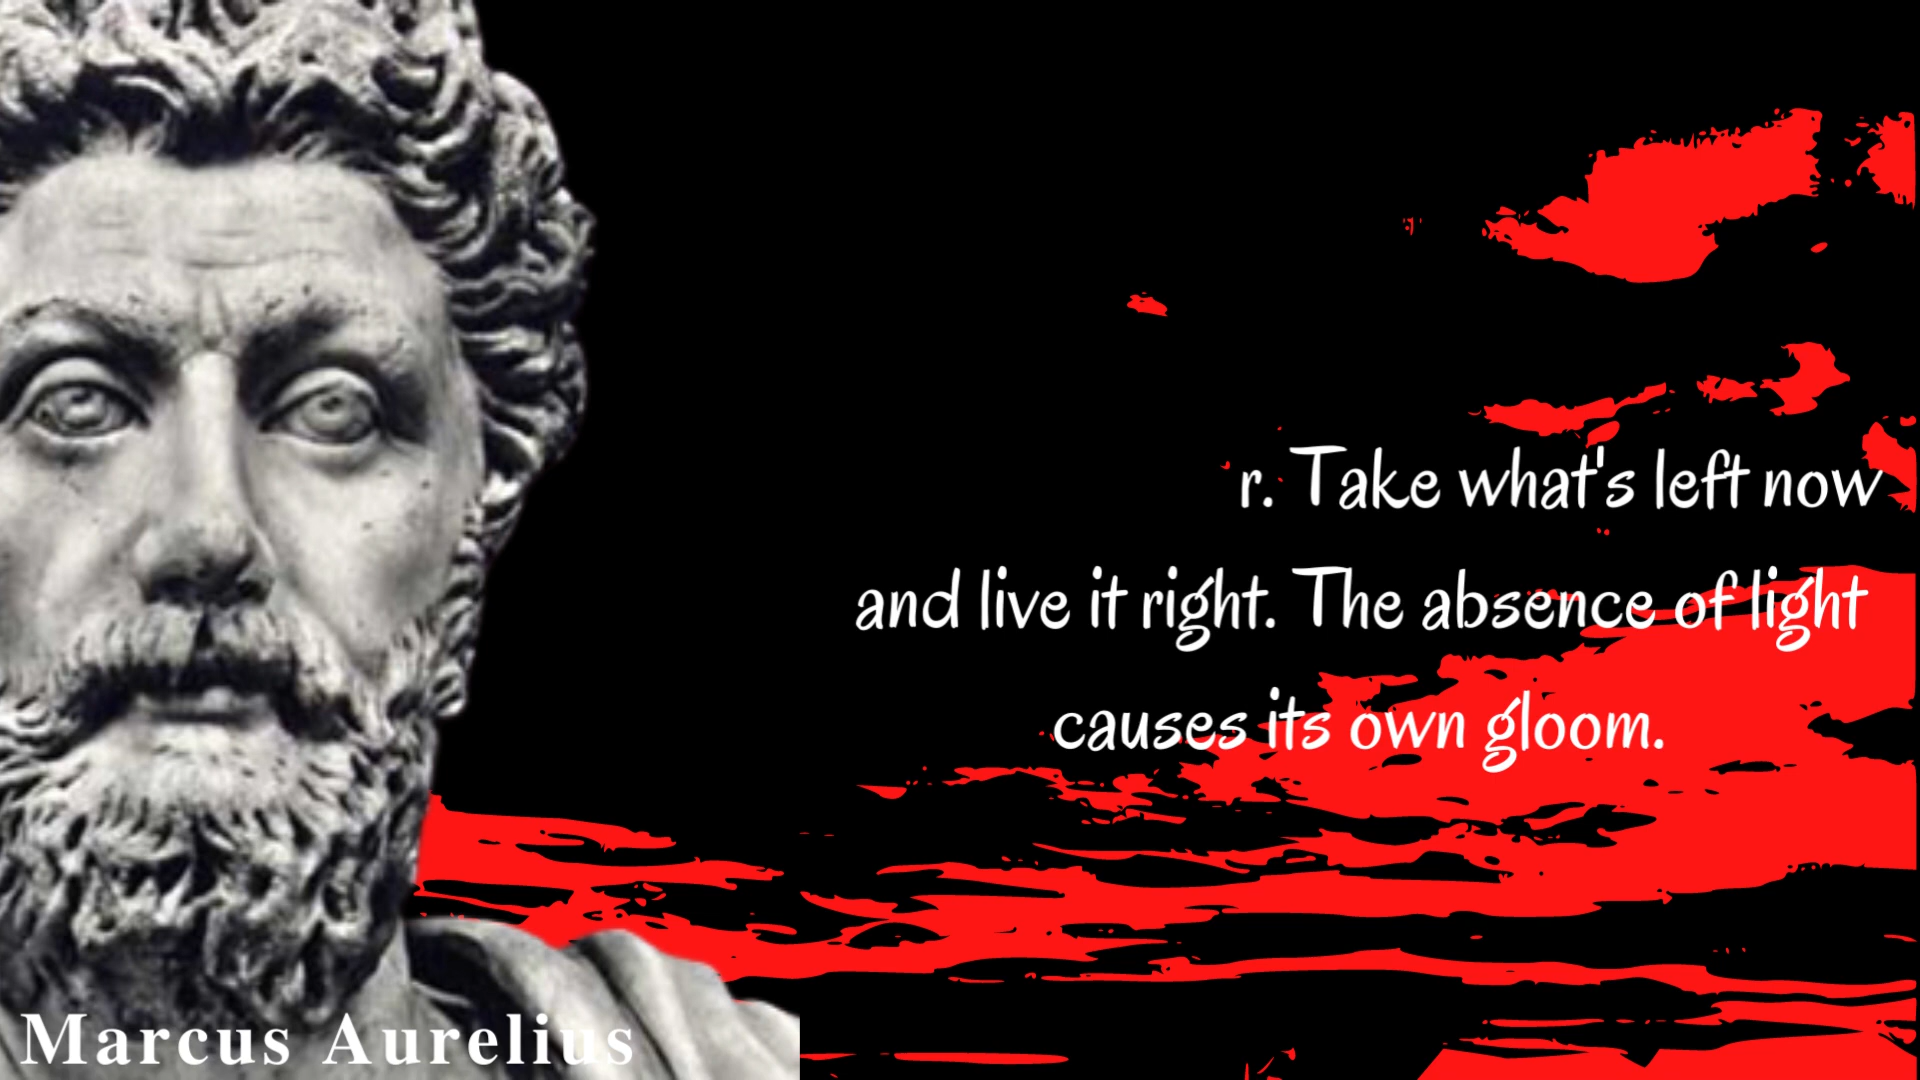 r. Take what's left now
and live it right. The absence of light
causes its own gloom.
Marcus Aurelius